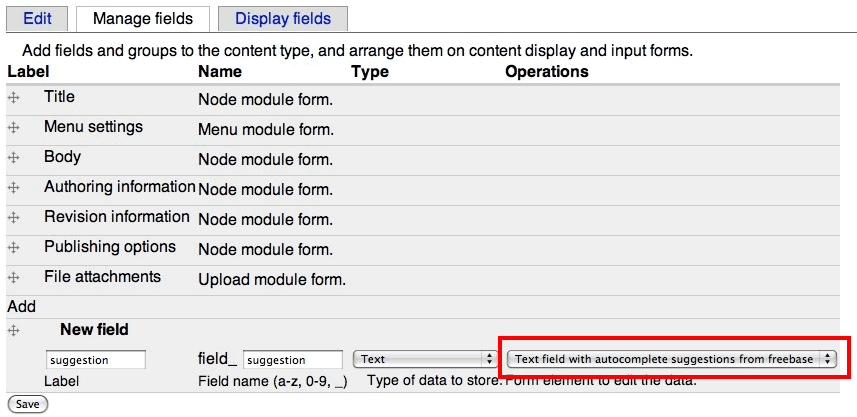 Edit Manage fields Display fields
Add fields and groups to the content type, and arrange them on content display and input forms.
Label Name Type Operations
Title Node module form.
Menu settings Menu module form.
Body Node module form.
Authoring information Node module form.
Revision information Node module form.
Publishing options Node module form.
File attachments Upload module form.
Add
New field
suggestion field_ suggestion Text Text field with autocomplete suggestions from freebase
Label Field name (a-z, 0-9, _) Type of data to store. Form element to edit the data.
Save